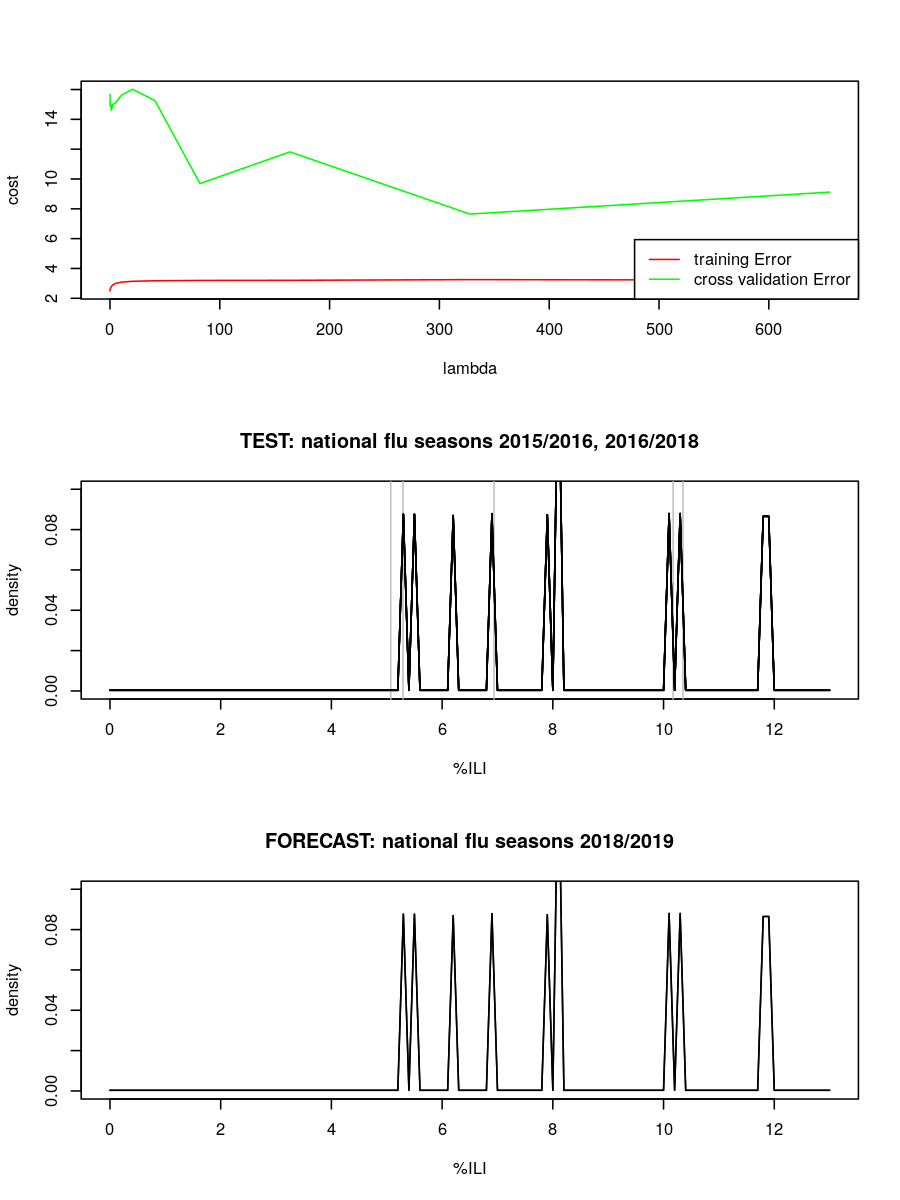 14
10
8
6
4
2
cost
training Error
cross validation Error
0 100 200 300 400 500 600
lambda
TEST: national flu seasons 2015/2016, 2016/2018
0.08
0.04
0.00
density
0 2 4 6 8 10 12
%ILI
FORECAST: national flu seasons 2018/2019
0.08
0.04
0.00
density
0 2 4 6 8 10 12
%ILI